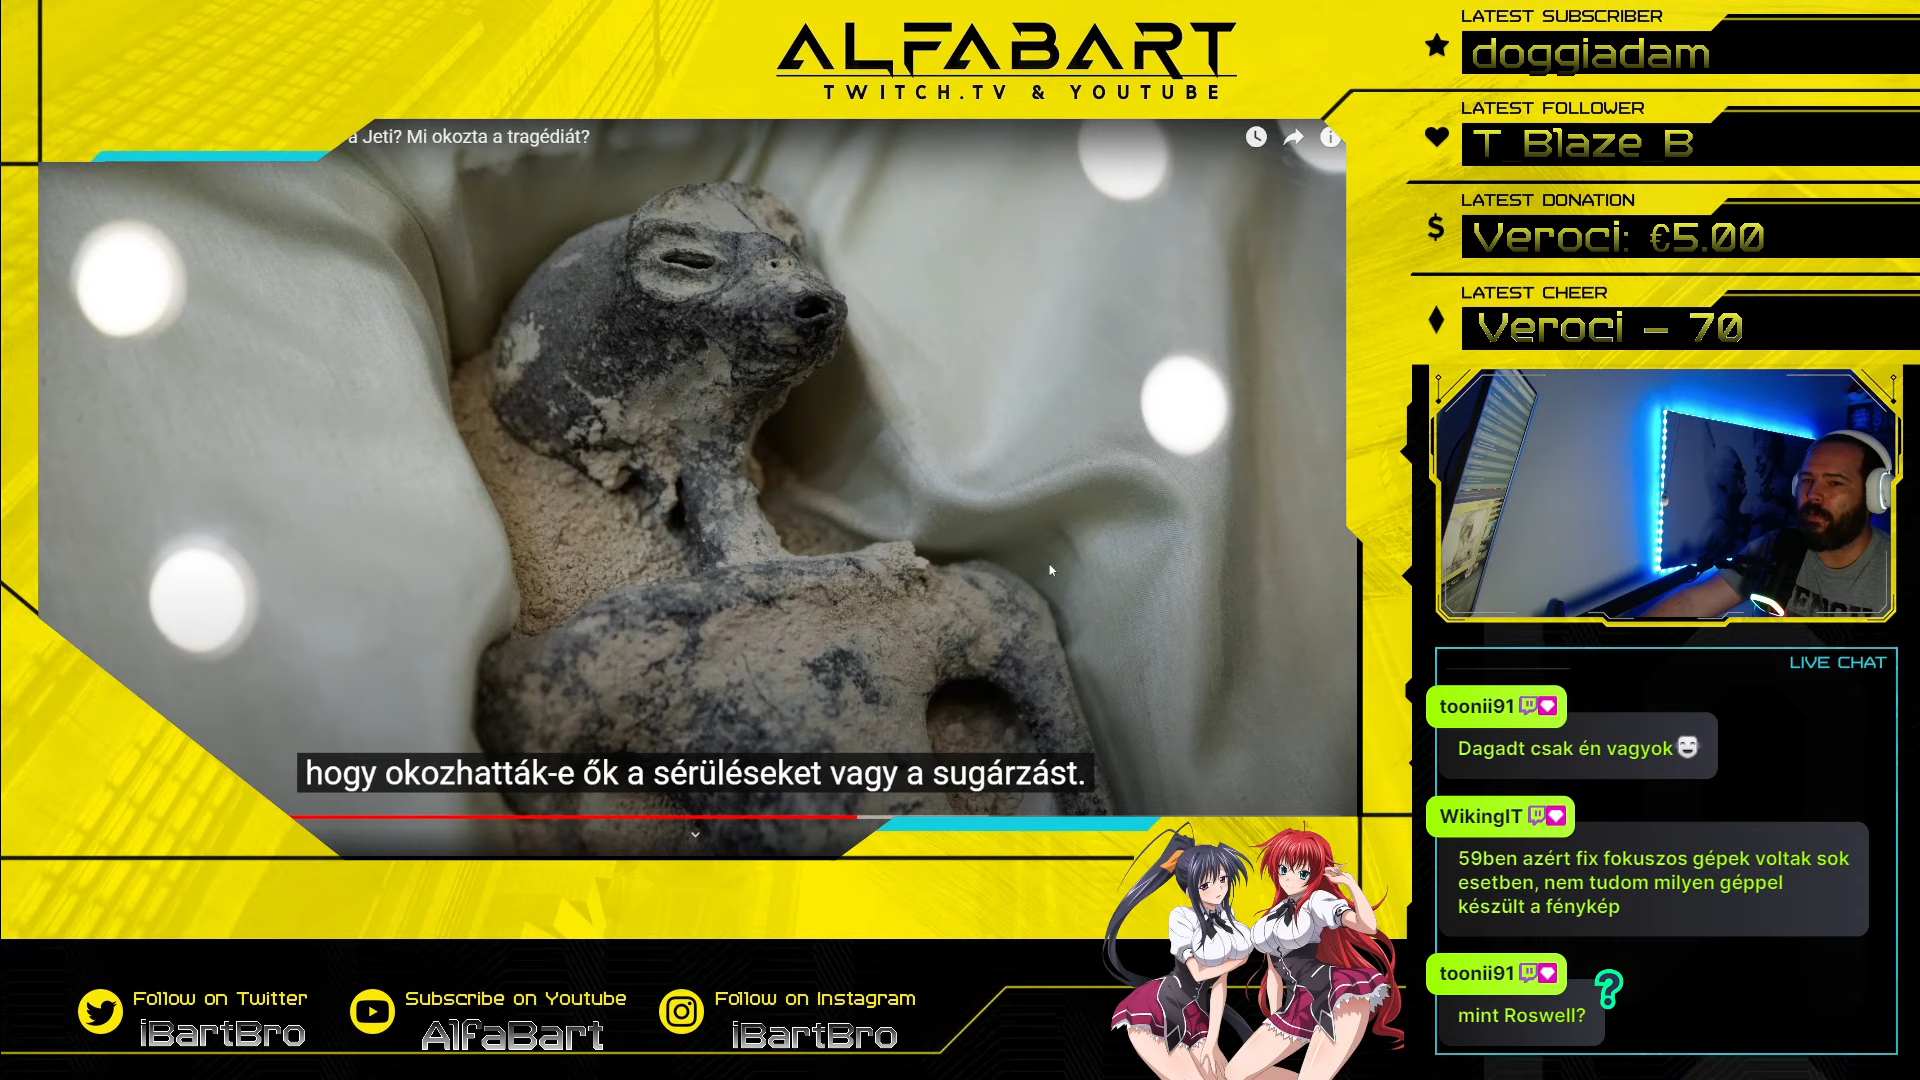 ALFABART
TWITCH.TV & YOUTUBE
a Jeti? Mi okozta a tragédiát?
hogy okozhatták-e ők a sérüléseket vagy a sugárzást.
LATEST SUBSCRIBER
doggiadam
LATEST FOLLOWER
T_Blaze_B
LATEST DONATION
Veroci: €5.00
LATEST CHEER
Veroci - 70
LIVE CHAT
toonii91
Dagadt csak én vagyok
WikingIT
59ben azért fix fokuszos gépek voltak sok
esetben, nem tudom milyen géppel
készült a fénykép
toonii91
mint Roswell?
Follow on Twitter
iBartBro
Subscribe on Youtube
AlfaBart
Follow on Instagram
iBartBro